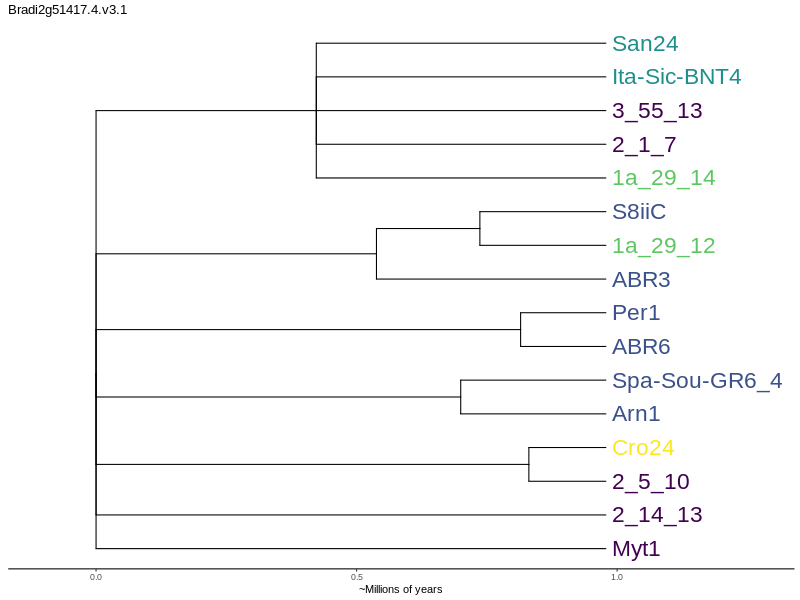 Bradi2g51417.4.v3.1
San24
Ita-Sic-BNT4
3_55_13
2_1_7
1a_29_14
S8iiC
1a_29_12
ABR3
Per1
ABR6
Spa-Sou-GR6_4
Arn1
Cro24
2_5_10
2_14_13
Myt1
0.0 0.5 1.0
~Millions of years